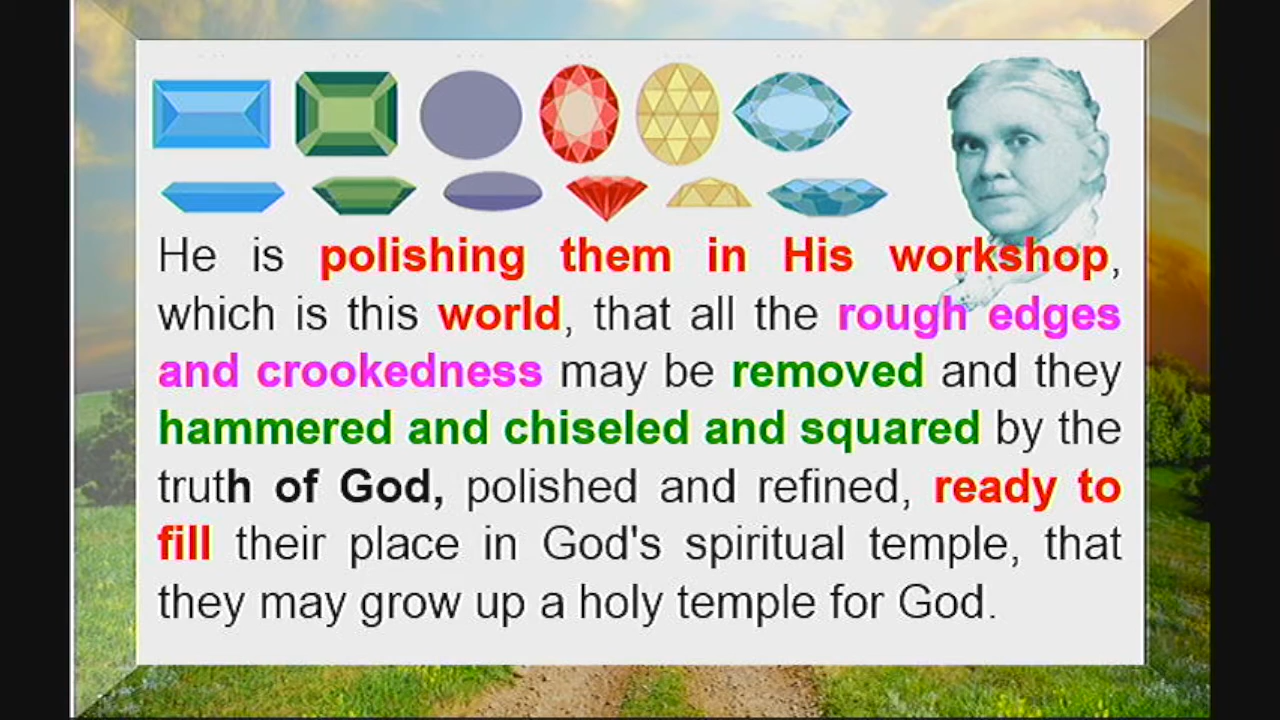 He is polishing them in His workshop,
which is this world, that all the rough edges
and crookedness may be removed and they
hammered and chiseled and squared by the
truth of God, polished and refined, ready to
fill their place in God's spiritual temple, that
they may grow up a holy temple for God.